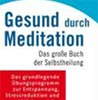 Gesund durch
Meditation
Das große Buch
der Selbstheilung
Das grundlegende
Übungsprogramm
zur Entspannung,
Stressreduktion und